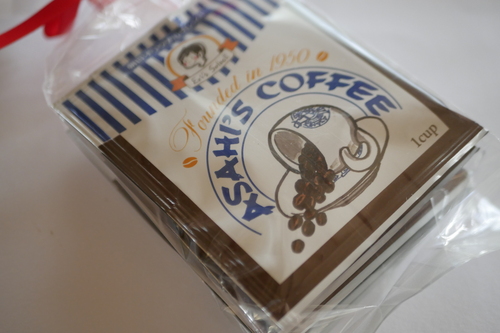 Founded in 1950
ASAHI'S COFFEE
1cup